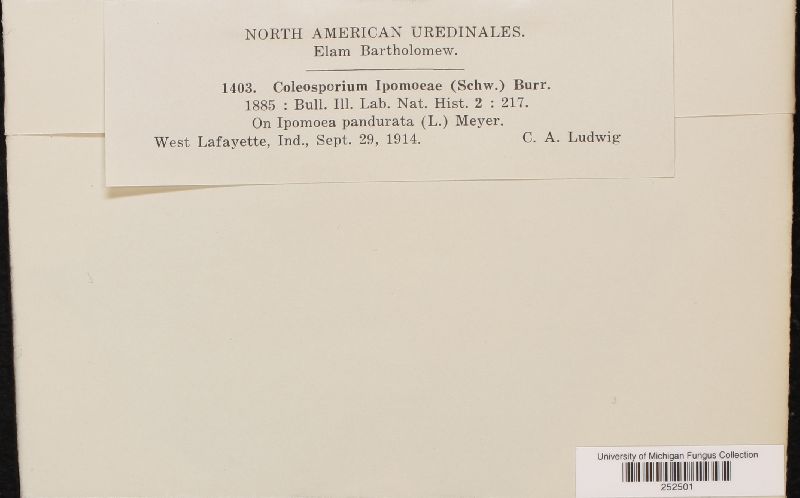 NORTH AMERICAN UREDINALES.
Elam Bartholomew.
1403. Coleosporium Ipomoeae (Schw.) Burr.
1885 : Bull. Ill. Lab. Nat. Hist. 2 : 217.
On Ipomoea pandurata (L.) Meyer.
West Lafayette, Ind., Sept. 29, 1914. C. A. Ludwig
University of Michigan Fungus Collection
252501